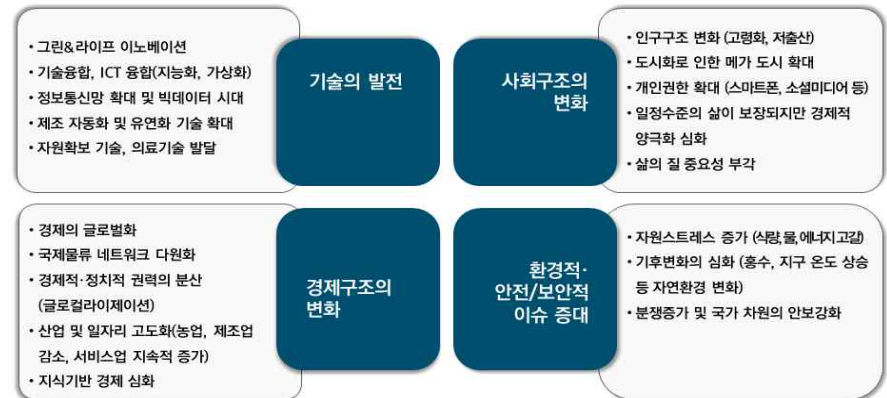 • 그린&라이프 이노베이션
• 기술융합, ICT 융합(지능화, 가상화)
• 정보통신망 확대 및 빅데이터 시대
• 제조 자동화 및 유연화 기술 확대
• 자원확보 기술, 의료기술 발달
기술의 발전
사회구조의
변화
• 인구구조 변화 (고령화, 저출산)
• 도시화로 인한 메가 도시 확대
• 개인권한 확대 (스마트폰, 소셜미디어 등)
• 일정수준의 삶이 보장되지만 경제적
양극화 심화
• 삶의 질 중요성 부각
• 경제의 글로벌화
• 국제물류 네트워크 다원화
• 경제적·정치적 권력의 분산
(글로컬라이제이션)
• 산업 및 일자리 고도화(농업, 제조업
감소, 서비스업 지속적 증가)
• 지식기반 경제 심화
경제구조의
변화
환경적·
안전/보안적
이슈 증대
• 자원스트레스 증가 (식량,물,에너지고갈)
• 기후변화의 심화 (홍수, 지구 온도 상승
등 자연환경 변화)
• 분쟁증가 및 국가 차원의 안보강화